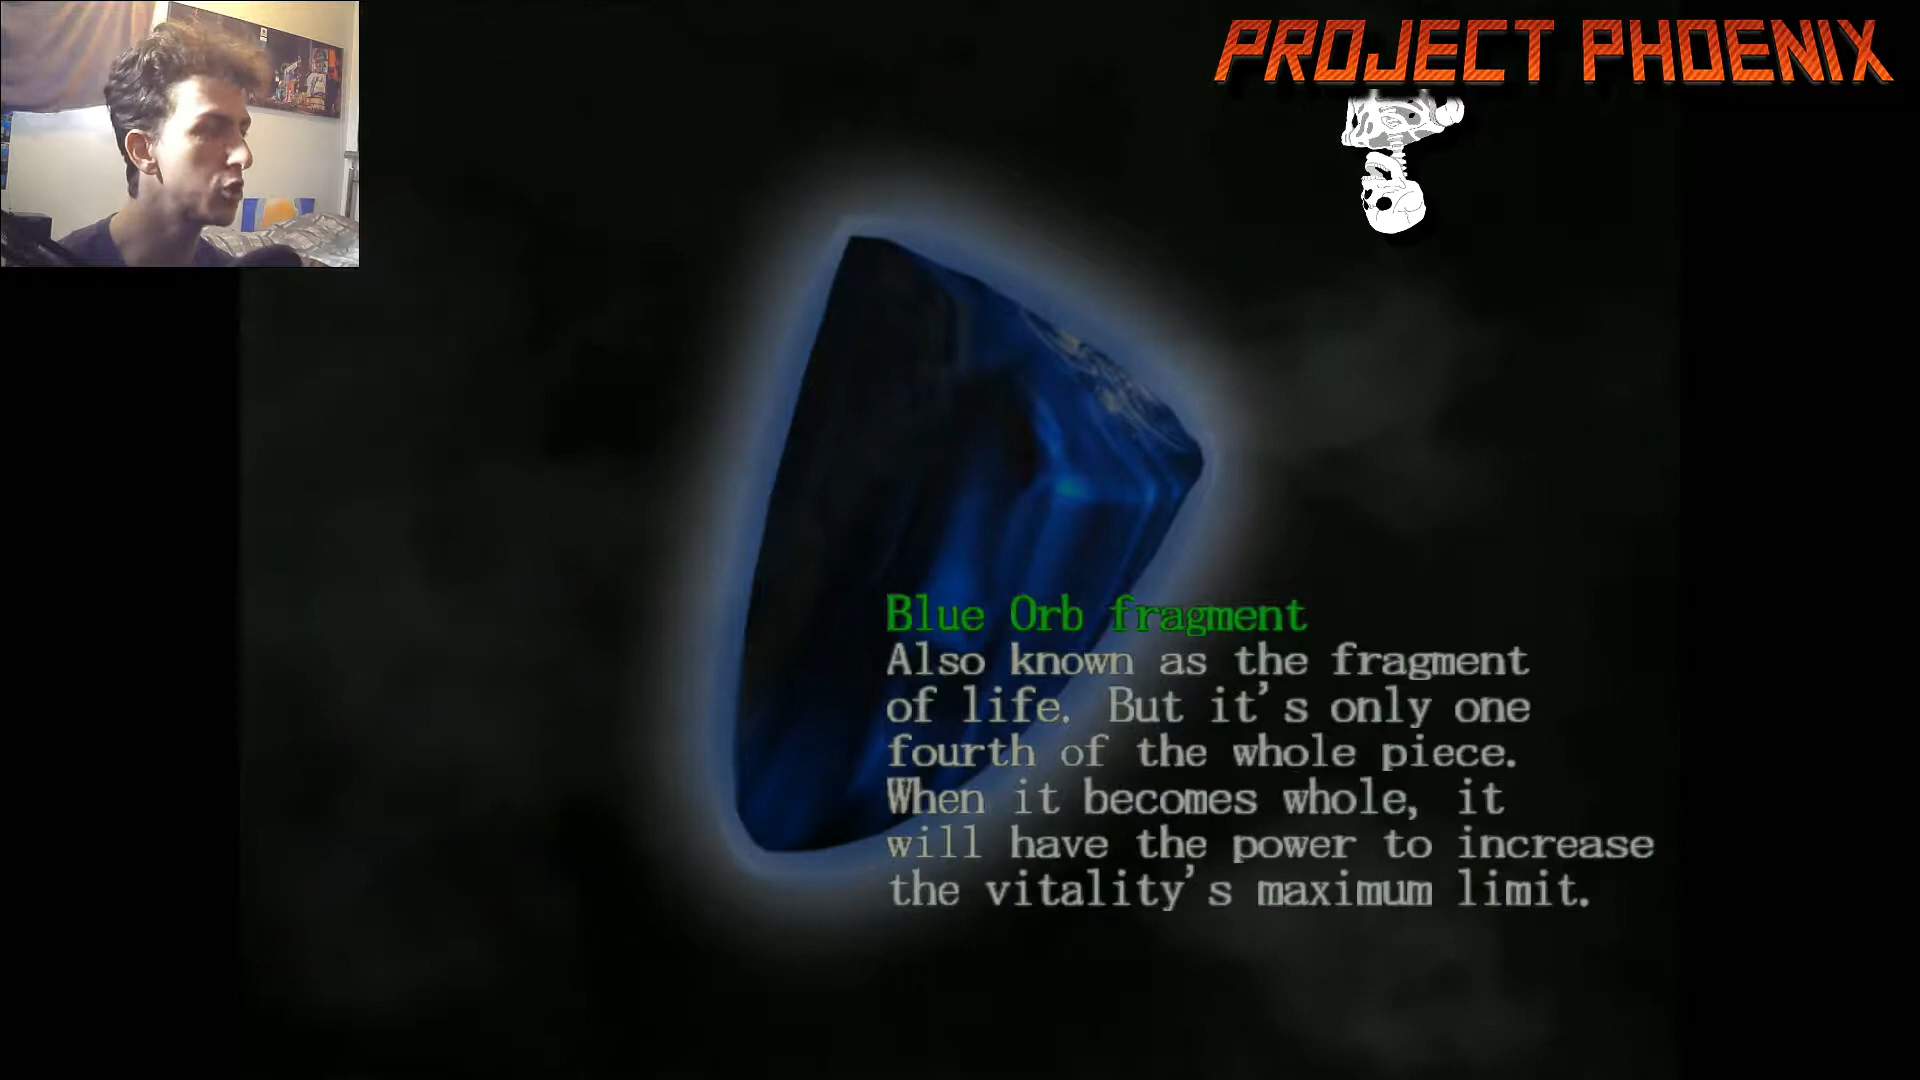 PROJECT PHOENIX
Blue Orb fragment
Also known as the fragment
of life. But it's only one
fourth of the whole piece.
When it becomes whole, it
will have the power to increase
the vitality's maximum limit.